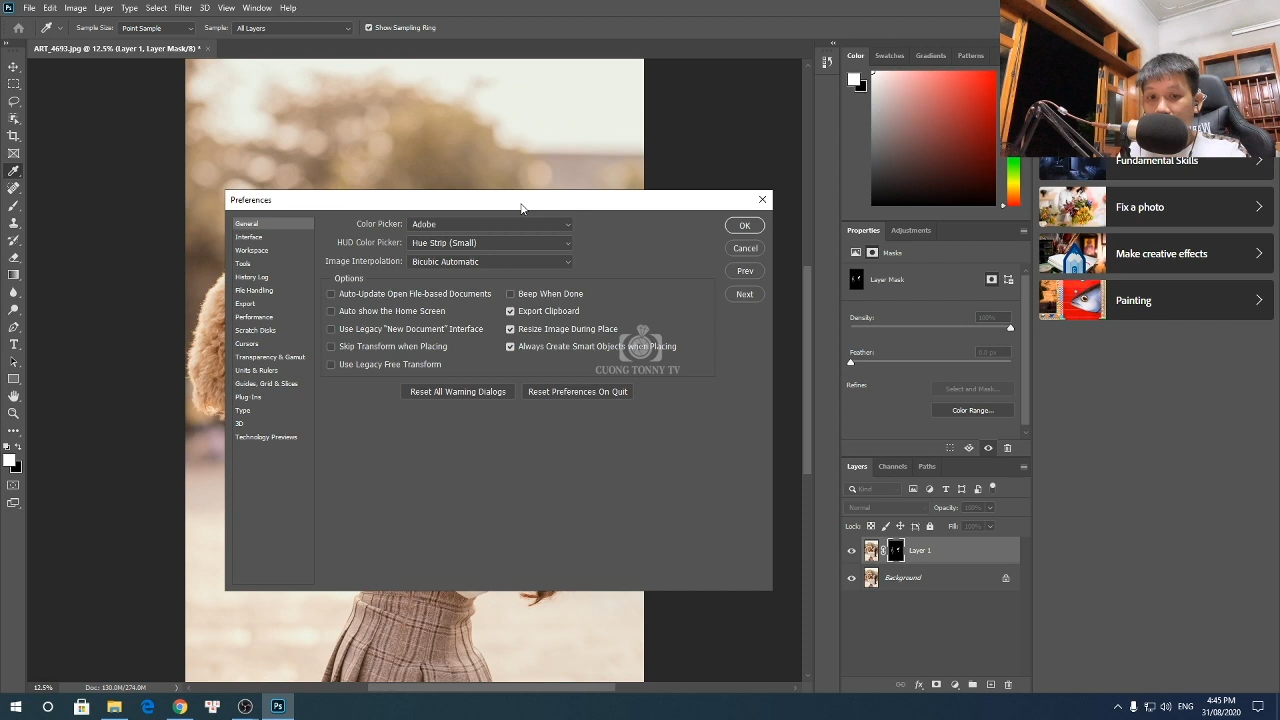 File Edit Image Layer Type Select Filter 3D View Window Help
Sample Size: Point Sample Sample: All Layers Show Sampling Ring
ART_4693.jpg @ 12.5% (Layer 1, Layer Mask/8) *
Preferences
General
Interface
Workspace
Tools
History Log
File Handling
Export
Performance
Scratch Disks
Cursors
Transparency & Gamut
Units & Rulers
Guides, Grid & Slices
Plug-Ins
Type
3D
Technology Previews
Color Picker: Adobe
HUD Color Picker: Hue Strip (Small)
Image Interpolation: Bicubic Automatic
Options
Auto-Update Open File-based Documents
Auto show the Home Screen
Use Legacy "New Document" Interface
Skip Transform when Placing
Use Legacy Free Transform
Beep When Done
Export Clipboard
Resize Image During Place
Always Create Smart Objects when Placing
Reset All Warning Dialogs
Reset Preferences On Quit
OK
Cancel
Prev
Next
CUONG TONNY TV
Color Swatches Gradients Patterns
Fundamental Skills
Fix a photo
Make creative effects
Painting
Properties Adjustments
Masks
Layer Mask
Density: 100%
Feather: 0.0 px
Refine: Select and Mask...
Color Range...
Layers Channels Paths
Kind
Normal Opacity: 100%
Lock: Fill: 100%
Layer 1
Background
12.5% Doc: 130.0M/274.0M
ENG
4:45 PM
31/08/2020